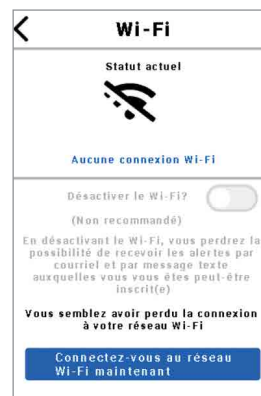 Wi-Fi
Statut actuel
Aucune connexion Wi-Fi
Désactiver le Wi-Fi?
(Non recommandé)
En désactivant le Wi-Fi, vous perdrez la
possibilité de recevoir les alertes par
courriel et par message texte
auxquelles vous vous êtes peut-être
inscrit(e)
Vous semblez avoir perdu la connexion
à votre réseau Wi-Fi
Connectez-vous au réseau
Wi-Fi maintenant